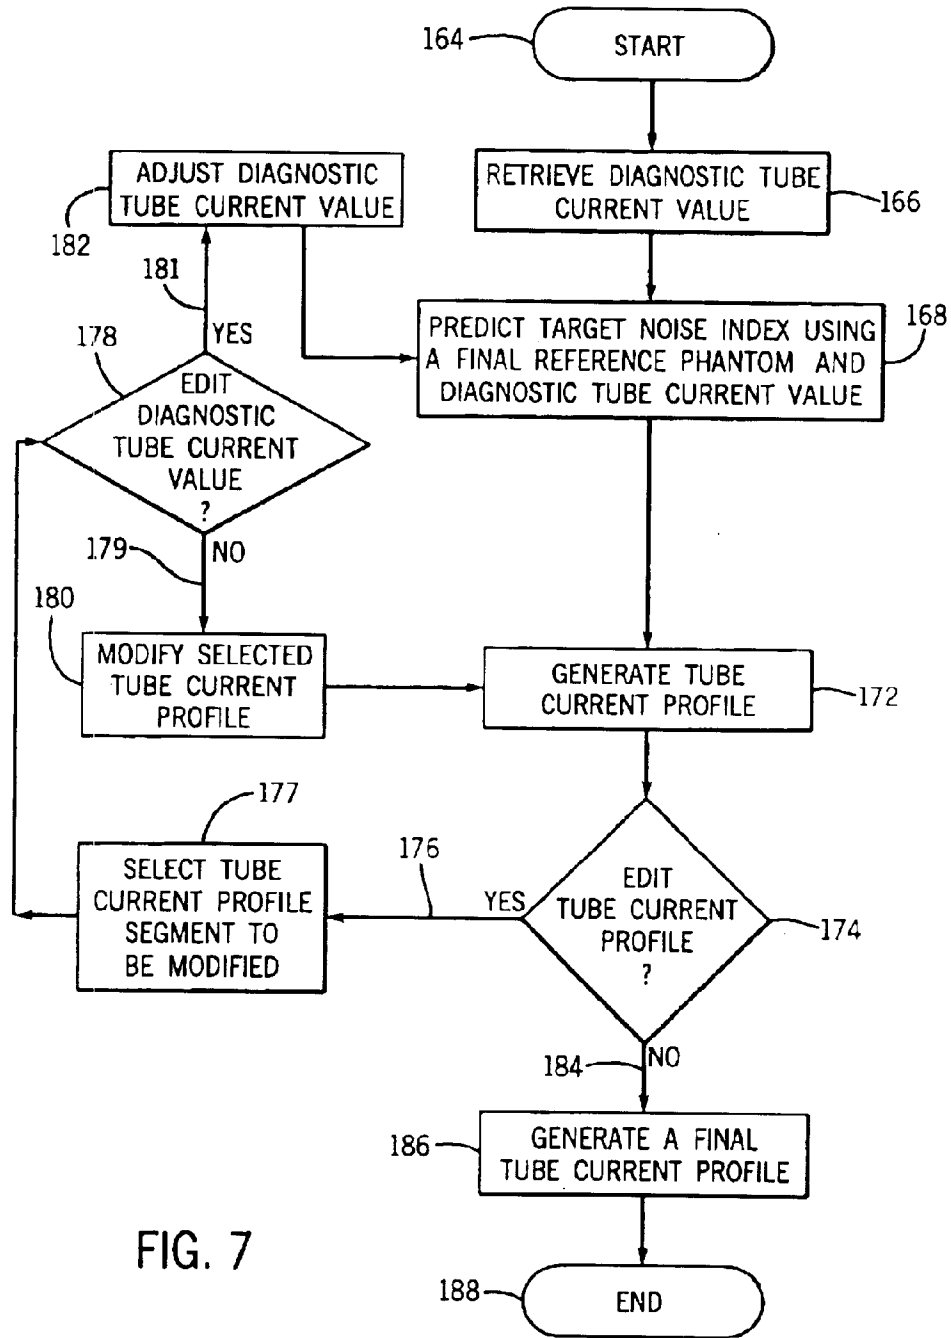 164
START
ADJUST DIAGNOSTIC
TUBE CURRENT VALUE
182
RETRIEVE DIAGNOSTIC TUBE
CURRENT VALUE
166
181
YES
178
EDIT
DIAGNOSTIC
TUBE CURRENT
VALUE
?
PREDICT TARGET NOISE INDEX USING
A FINAL REFERENCE PHANTOM AND
DIAGNOSTIC TUBE CURRENT VALUE
168
179
NO
180
MODIFY SELECTED
TUBE CURRENT
PROFILE
GENERATE TUBE
CURRENT PROFILE
172
177
SELECT TUBE
CURRENT PROFILE
SEGMENT TO
BE MODIFIED
176
YES
EDIT
TUBE CURRENT
PROFILE
?
174
184
NO
186
GENERATE A FINAL
TUBE CURRENT PROFILE
FIG. 7
188
END